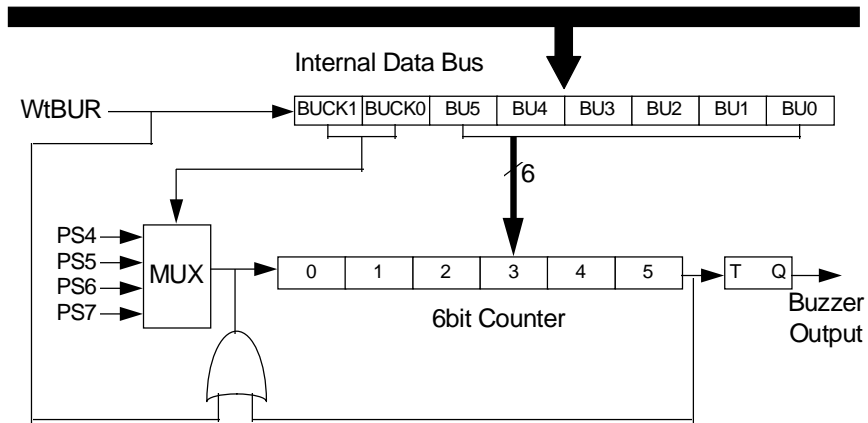 Internal Data Bus
WtBUR
BUCK1 BUCK0 BU5 BU4 BU3 BU2 BU1 BU0
6
PS4
PS5
PS6
PS7
MUX
0 1 2 3 4 5
T Q
6bit Counter
Buzzer
Output